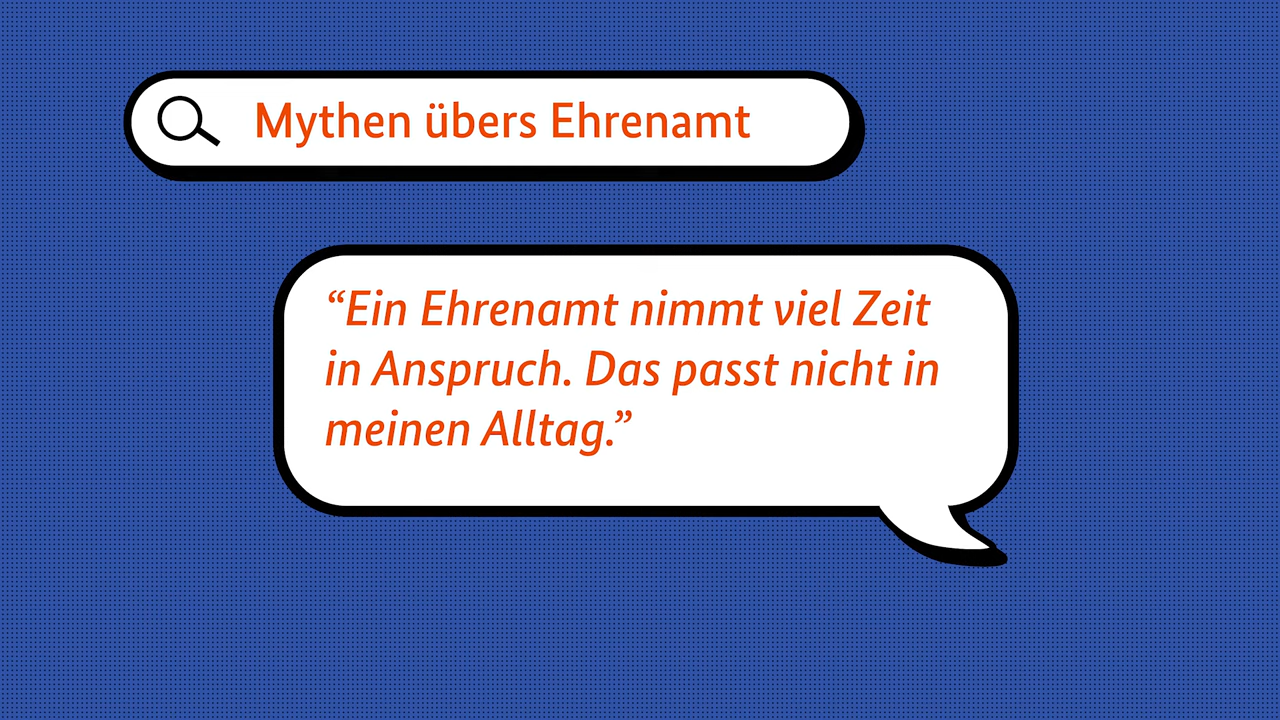 Mythen übers Ehrenamt
“Ein Ehrenamt nimmt viel Zeit
in Anspruch. Das passt nicht in
meinen Alltag.”